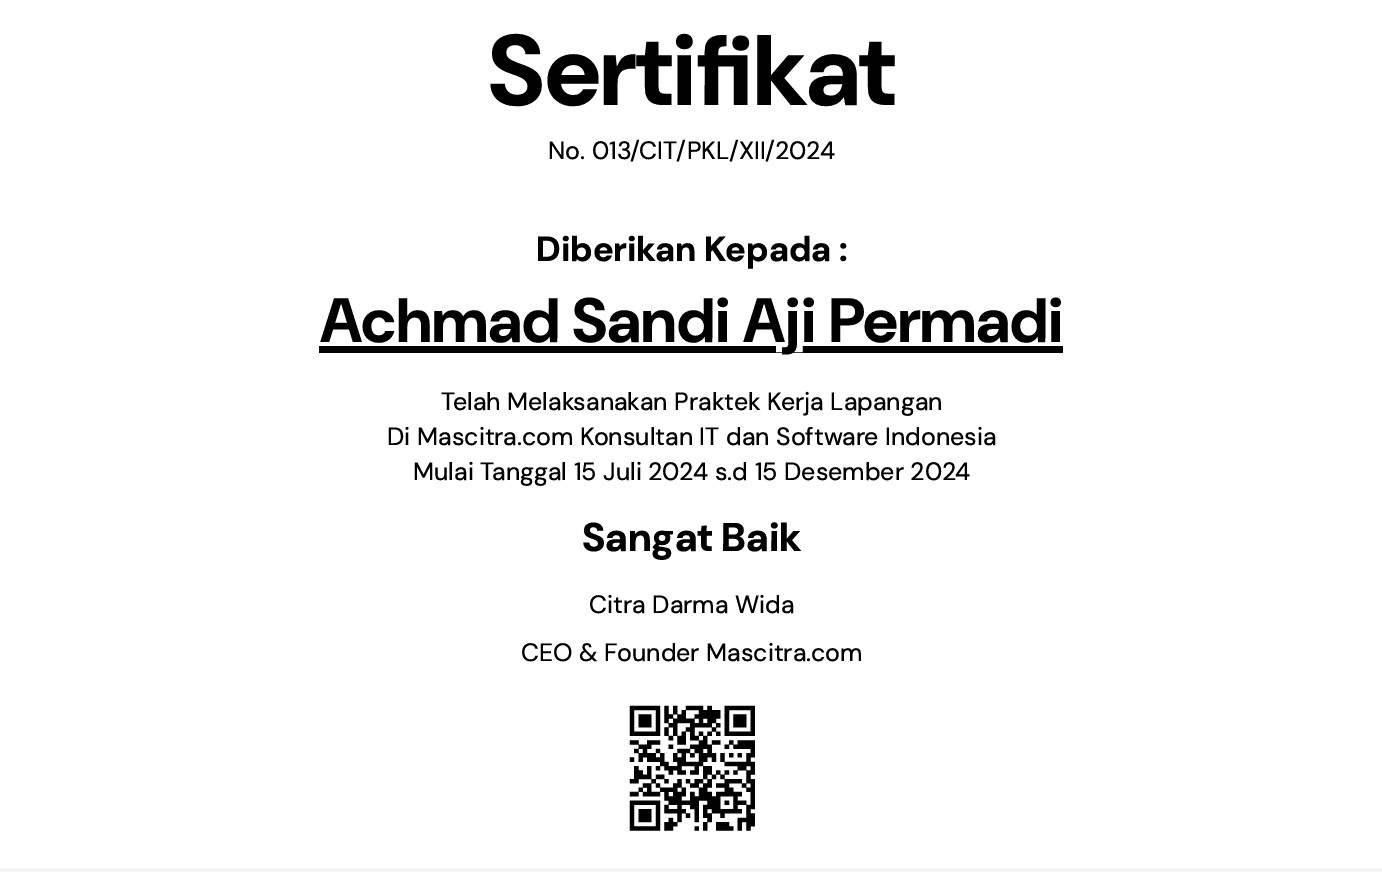 Sertifikat
No. 013/CIT/PKL/XII/2024
Diberikan Kepada :
Achmad Sandi Aji Permadi
Telah Melaksanakan Praktek Kerja Lapangan
Di Mascitra.com Konsultan IT dan Software Indonesia
Mulai Tanggal 15 Juli 2024 s.d 15 Desember 2024
Sangat Baik
Citra Darma Wida
CEO & Founder Mascitra.com